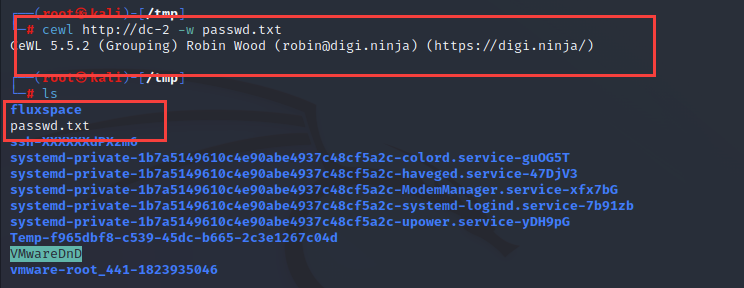 (root㉿kali)-[/tmp]
# cewl http://dc-2 -w passwd.txt
CeWL 5.5.2 (Grouping) Robin Wood (robin@digi.ninja) (https://digi.ninja/)
(root㉿kali)-[/tmp]
# ls
fluxspace
passwd.txt
ssh-XXXXXXdPXzm6
systemd-private-1b7a5149610c4e90abe4937c48cf5a2c-colord.service-guOG5T
systemd-private-1b7a5149610c4e90abe4937c48cf5a2c-haveged.service-47DjV3
systemd-private-1b7a5149610c4e90abe4937c48cf5a2c-ModemManager.service-xfx7bG
systemd-private-1b7a5149610c4e90abe4937c48cf5a2c-systemd-logind.service-7b91zb
systemd-private-1b7a5149610c4e90abe4937c48cf5a2c-upower.service-yDH9pG
Temp-f965dbf8-c539-45dc-b665-2c3e1267c04d
VMwareDnD
vmware-root_441-1823935046